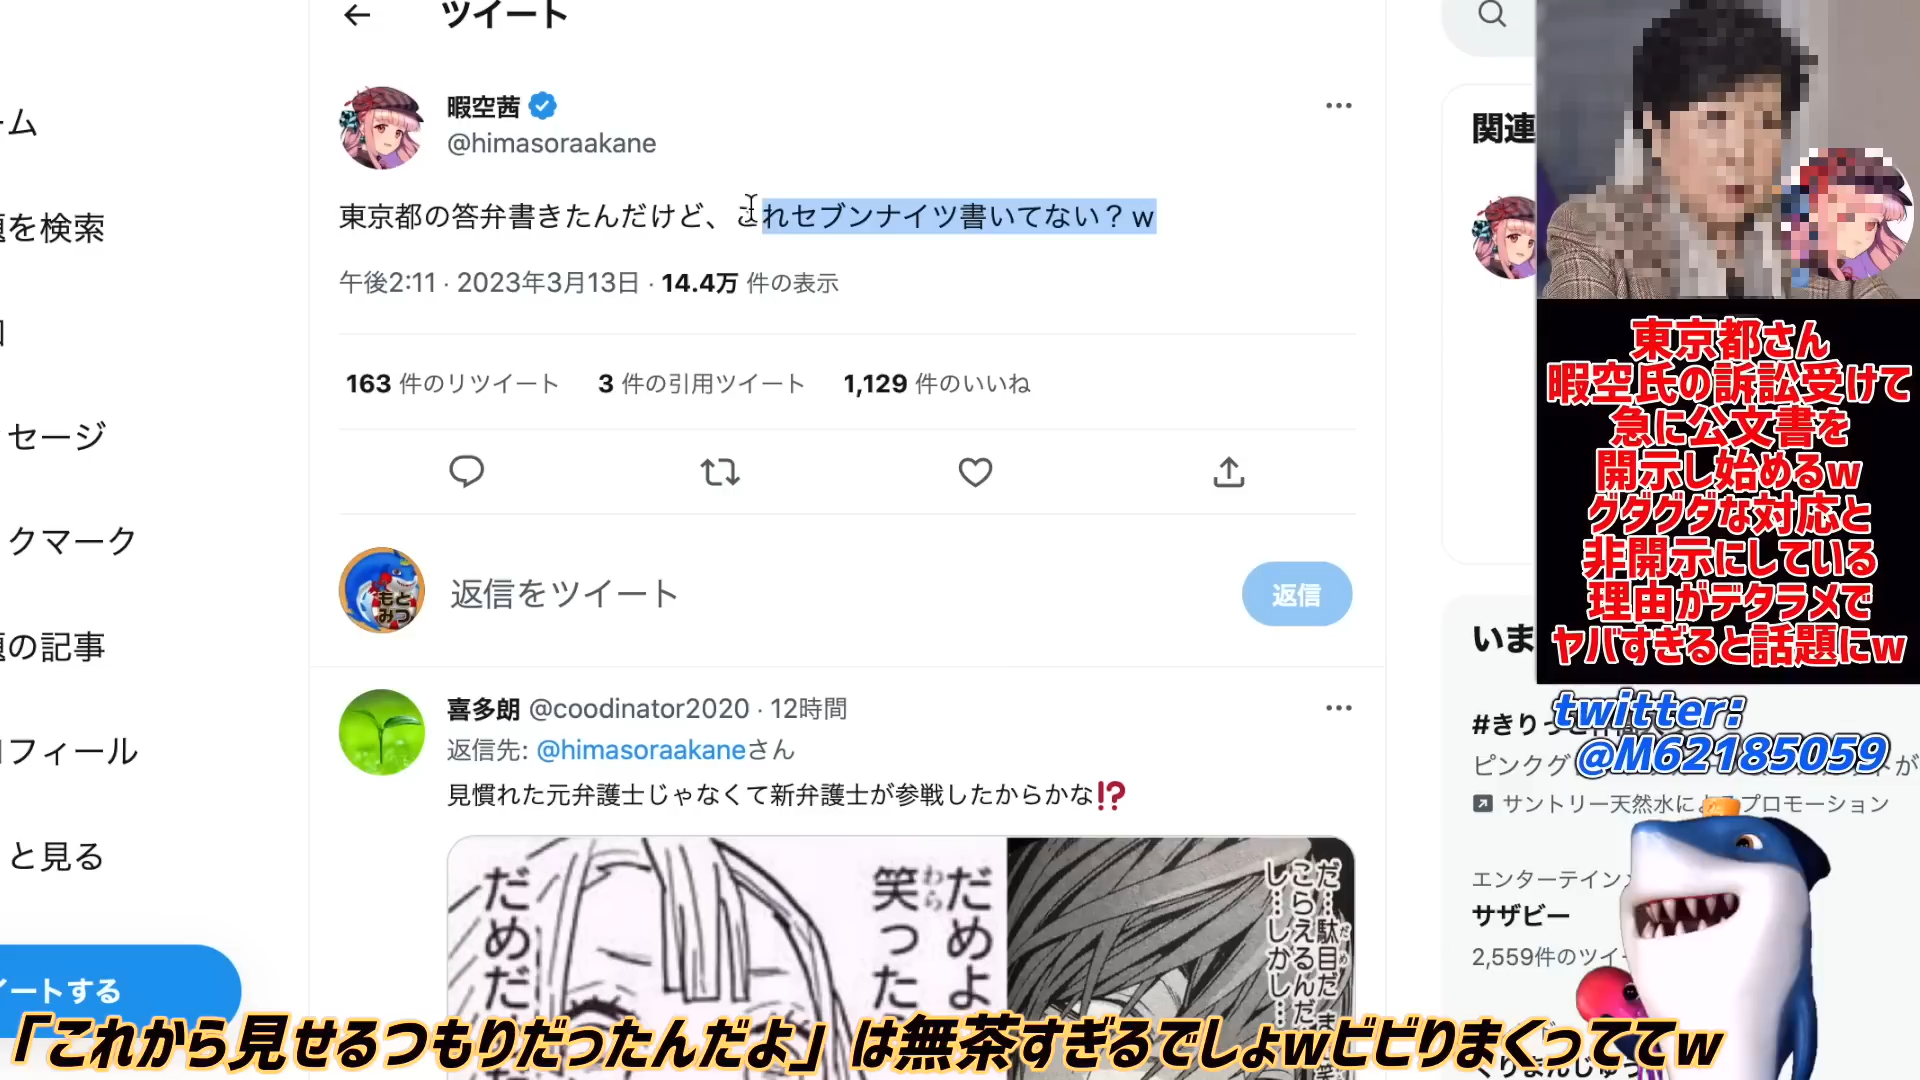 ツイート
暇空茜
@himasoraakane
東京都の答弁書きたんだけど、これセブンナイツ書いてない？ｗ
午後2:11 · 2023年3月13日 · 14.4万 件の表示
163 件のリツイート 3 件の引用ツイート 1,129 件のいいね
もと
みつ
返信をツイート
返信
喜多朗 @coodinator2020 · 12時間
返信先: @himasoraakaneさん
見慣れた元弁護士じゃなくて新弁護士が参戦したからかな⁉
だめよ
笑った
わら
だめだ
だ…駄目だ
こらえるんだ
し…しかし…
ーム
を検索
セージ
クマーク
の記事
フィール
と見る
ートする
関連
いま
#きりっ
ピンクグ
サントリー天然水に
プロモーション
エンターテイン
サザビー
2,559件のツイ
東京都さん
暇空氏の訴訟受けて
急に公文書を
開示し始めるw
グダグダな対応と
非開示にしている
理由がデタラメで
ヤバすぎると話題にw
twitter:
@M62185059
「これから見せるつもりだったんだよ」は無茶すぎるでしょwビビりまくっててw